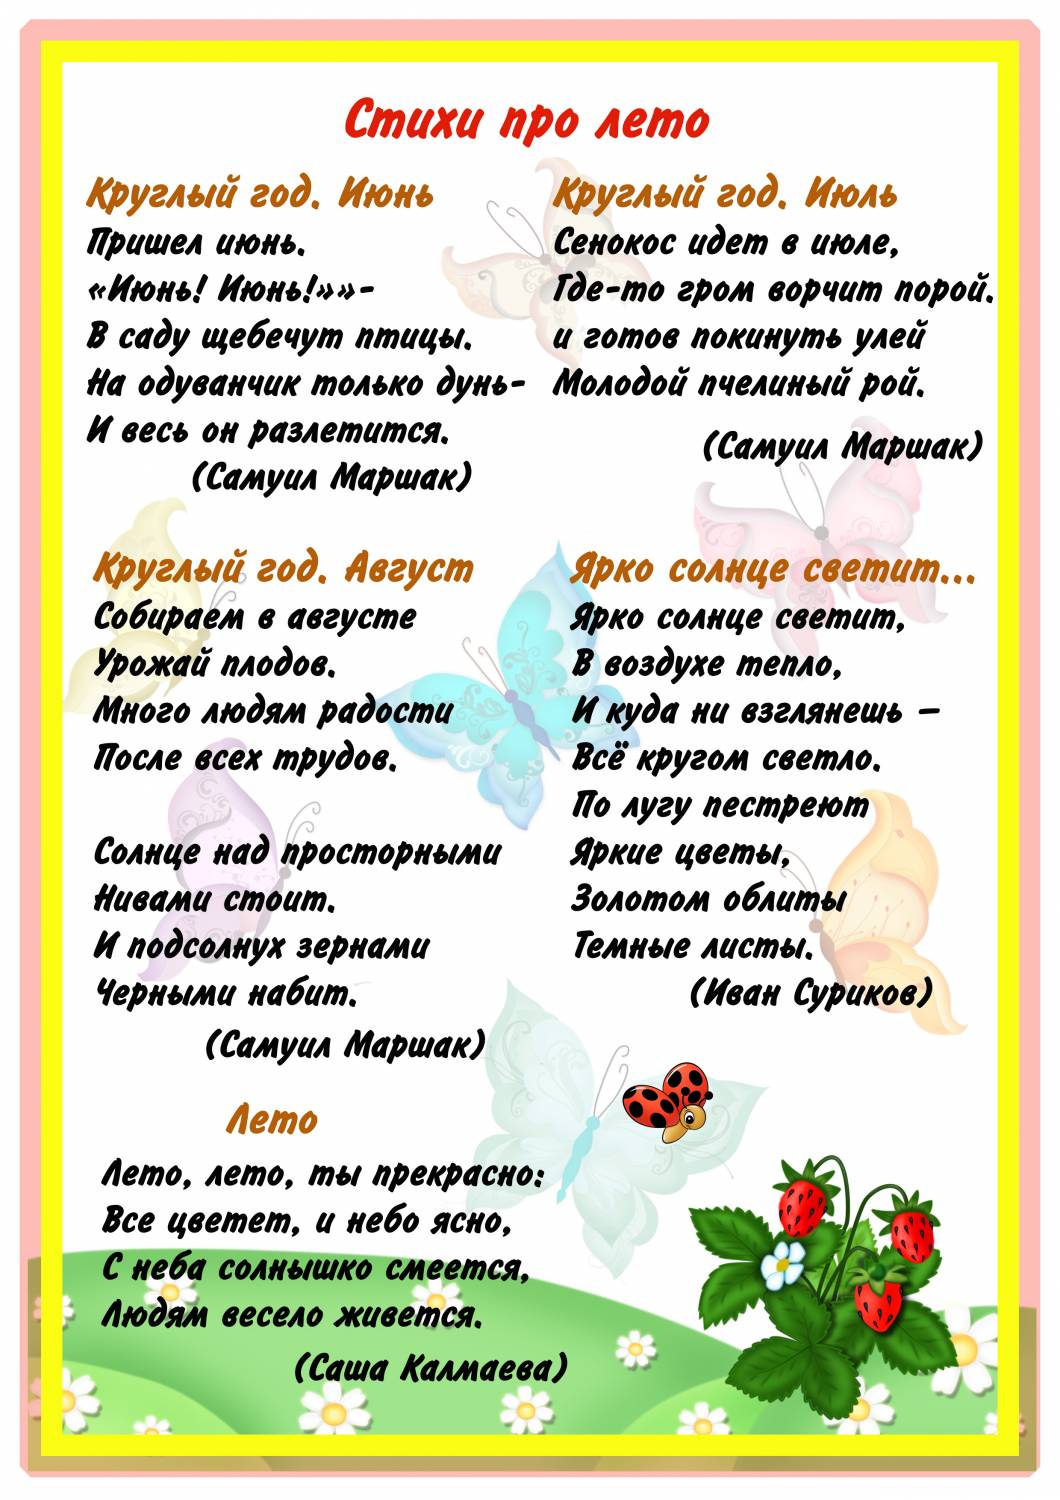 Стихи про лето
Круглый год. Июнь
Пришел июнь.
«Июнь! Июнь!»»-
В саду щебечут птицы.
На одуванчик только дунь-
И весь он разлетится.
(Самуил Маршак)
Круглый год. Июль
Сенокос идет в июле,
Где-то гром ворчит порой.
и готов покинуть улей
Молодой пчелиный рой.
(Самуил Маршак)
Круглый год. Август
Собираем в августе
Урожай плодов.
Много людям радости
После всех трудов.
Солнце над просторными
Нивами стоит.
И подсолнух зернами
Черными набит.
(Самуил Маршак)
Ярко солнце светит...
Ярко солнце светит,
В воздухе тепло,
И куда ни взглянешь –
Всё кругом светло.
По лугу пестреют
Яркие цветы,
Золотом облиты
Темные листы.
(Иван Суриков)
Лето
Лето, лето, ты прекрасно:
Все цветет, и небо ясно,
С неба солнышко смеется,
Людям весело живется.
(Саша Калмаева)